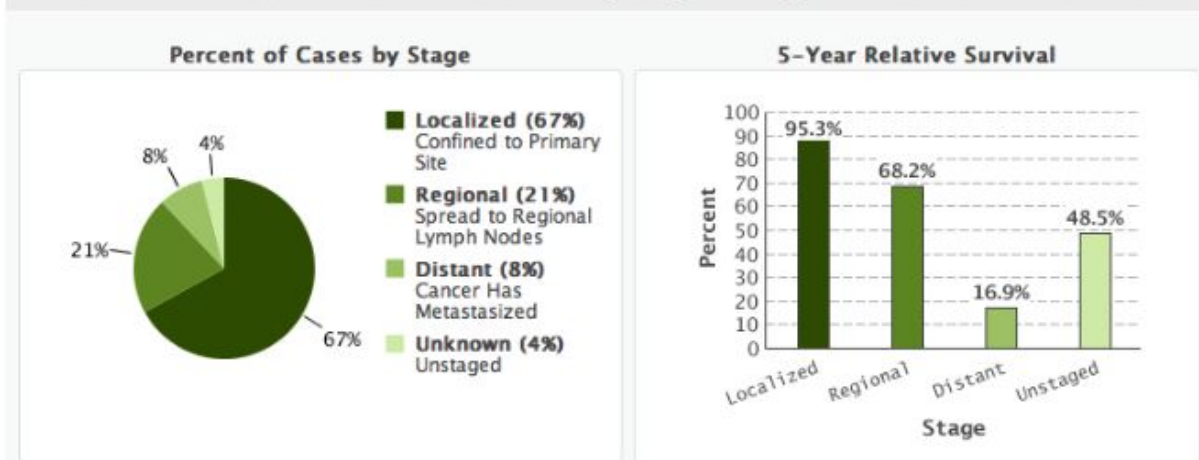 Percent of Cases by Stage
8%
4%
21%
67%
Localized (67%)
Confined to Primary
Site
Regional (21%)
Spread to Regional
Lymph Nodes
Distant (8%)
Cancer Has
Metastasized
Unknown (4%)
Unstaged
5-Year Relative Survival
Percent
100
90
80
70
60
50
40
30
20
10
0
95.3%
68.2%
16.9%
48.5%
Localized
Regional
Distant
Unstaged
Stage